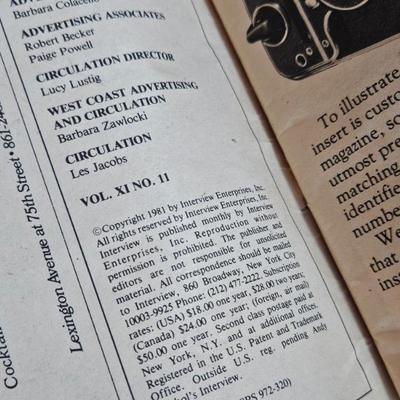 Barbara Colacello
ADVERTISING ASSOCIATES
Robert Becker
Paige Powell
CIRCULATION DIRECTOR
Lucy Lustig
WEST COAST ADVERTISING
AND CIRCULATION
Barbara Zawlocki
CIRCULATION
Les Jacobs
VOL. XI NO. 11
©Copyright 1981 by Interview Enterprises, Inc.
All rights reserved by Interview Enterprises, Inc.
Interview is published monthly by Interview
Enterprises, Inc. Reproduction without
permission is prohibited. The publisher and
editors are not responsible for unsolicited
material. All correspondence should be mailed
to Interview, 860 Broadway, New York City
10003-9925 Phone: (212) 477-2222. Subscription
rates: (USA) $18.00 one year, $28.00 two years;
(Canada) $24.00 one year; (foreign, air mail)
$50.00 one year. Second class postage paid at
New York, N.Y. and at additional offices.
Registered in the U.S. Patent and Trademark
Office. Outside U.S. reg. pending Andy
Interview.
972-320)
Lexington Avenue at 75th Street • 861-24
Cocktail
To illustrate
insert is custo
magazine, so
utmost pre
matching
identifie
numbe
We
that
inst